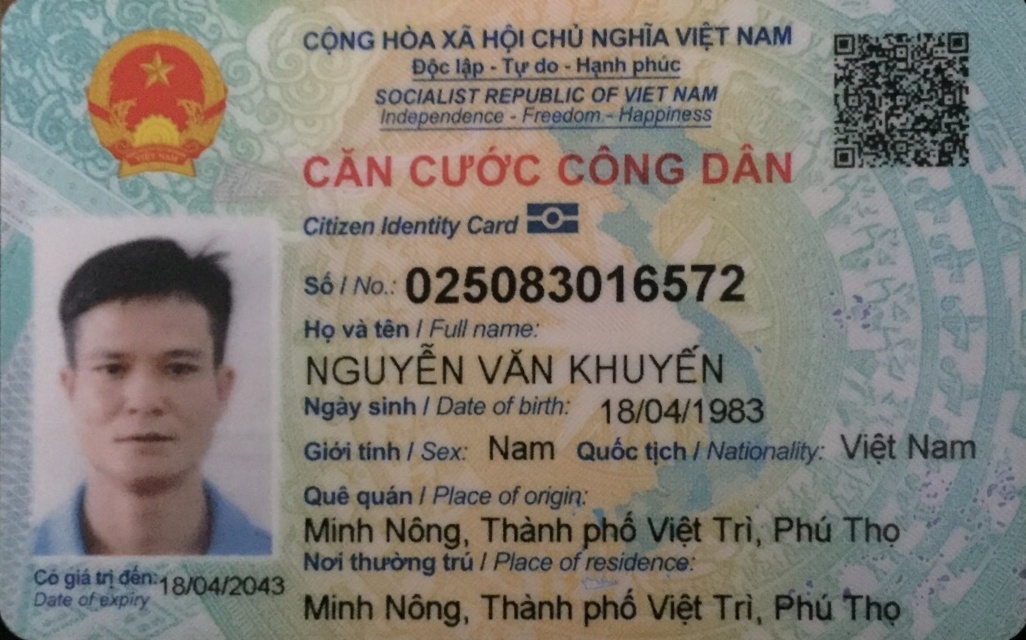 CỘNG HÒA XÃ HỘI CHỦ NGHĨA VIỆT NAM
Độc lập - Tự do - Hạnh phúc
SOCIALIST REPUBLIC OF VIET NAM
Independence - Freedom - Happiness
CĂN CƯỚC CÔNG DÂN
Citizen Identity Card
Số / No.: 025083016572
Họ và tên / Full name:
NGUYỄN VĂN KHUYẾN
Ngày sinh / Date of birth: 18/04/1983
Giới tính / Sex: Nam Quốc tịch / Nationality: Việt Nam
Quê quán / Place of origin:
Minh Nông, Thành phố Việt Trì, Phú Thọ
Nơi thường trú / Place of residence:
Minh Nông, Thành phố Việt Trì, Phú Thọ
Có giá trị đến: 18/04/2043
Date of expiry
VIỆT NAM